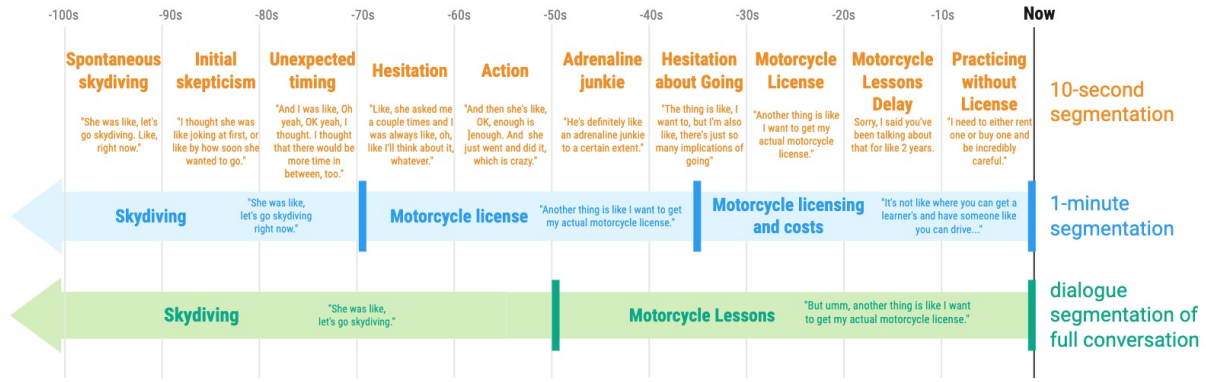 -100s -90s -80s -70s -60s -50s -40s -30s -20s -10s Now
Spontaneous
skydiving
"She was like, let's
go skydiving. Like,
right now."
Initial
skepticism
"I thought she was
like joking at first, or
like by how soon she
wanted to go."
Unexpected
timing
"And I was like, Oh
yeah, OK yeah, I
thought. I thought
that there would be
more time in
between, too."
Hesitation
"Like, she asked me
a couple times and I
was always like, oh,
like I'll think about it,
whatever."
Action
"And then she's like,
OK, enough is
]enough. And she
just went and did it,
which is crazy."
Adrenaline
junkie
"He's definitely like
an adrenaline junkie
to a certain extent."
Hesitation
about Going
"The thing is like, I
want to, but I'm also
like, there's just so
many implications of
going"
Motorcycle
License
"Another thing is like
I want to get my
actual motorcycle
license."
Motorcycle
Lessons
Delay
Sorry, I said you've
been talking about
that for like 2 years.
Practicing
without
License
"I need to either rent
one or buy one and
be incredibly
careful."
10-second
segmentation
Skydiving
"She was like,
let's go skydiving
right now."
Motorcycle license
"Another thing is like I want to get
my actual motorcycle license."
Motorcycle licensing
and costs
"It's not like where you can get a
learner's and have someone like
you can drive..."
1-minute
segmentation
Skydiving
"She was like,
let's go skydiving."
Motorcycle Lessons
"But umm, another thing is like I want
to get my actual motorcycle license."
dialogue
segmentation of
full conversation